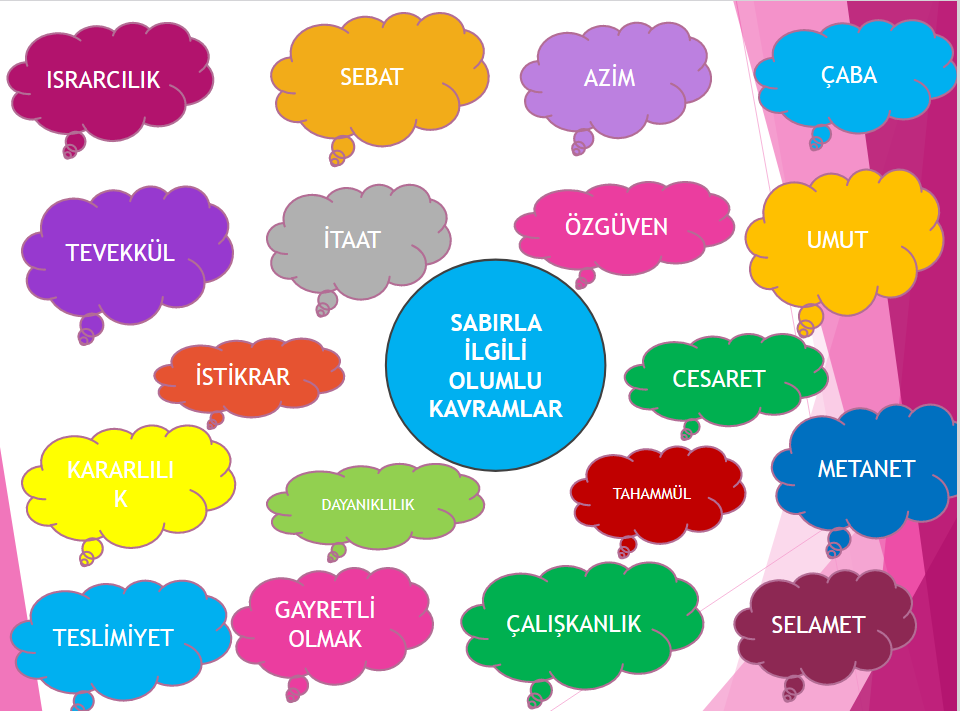 ISRARCILIK
SEBAT
AZİM
ÇABA
TEVEKKÜL
İTAAT
ÖZGÜVEN
UMUT
SABIRLA
İLGİLİ
OLUMLU
KAVRAMLAR
İSTİKRAR
CESARET
KARARLILI
K
DAYANIKLILIK
TAHAMMÜL
METANET
TESLİMİYET
GAYRETLİ
OLMAK
ÇALIŞKANLIK
SELAMET